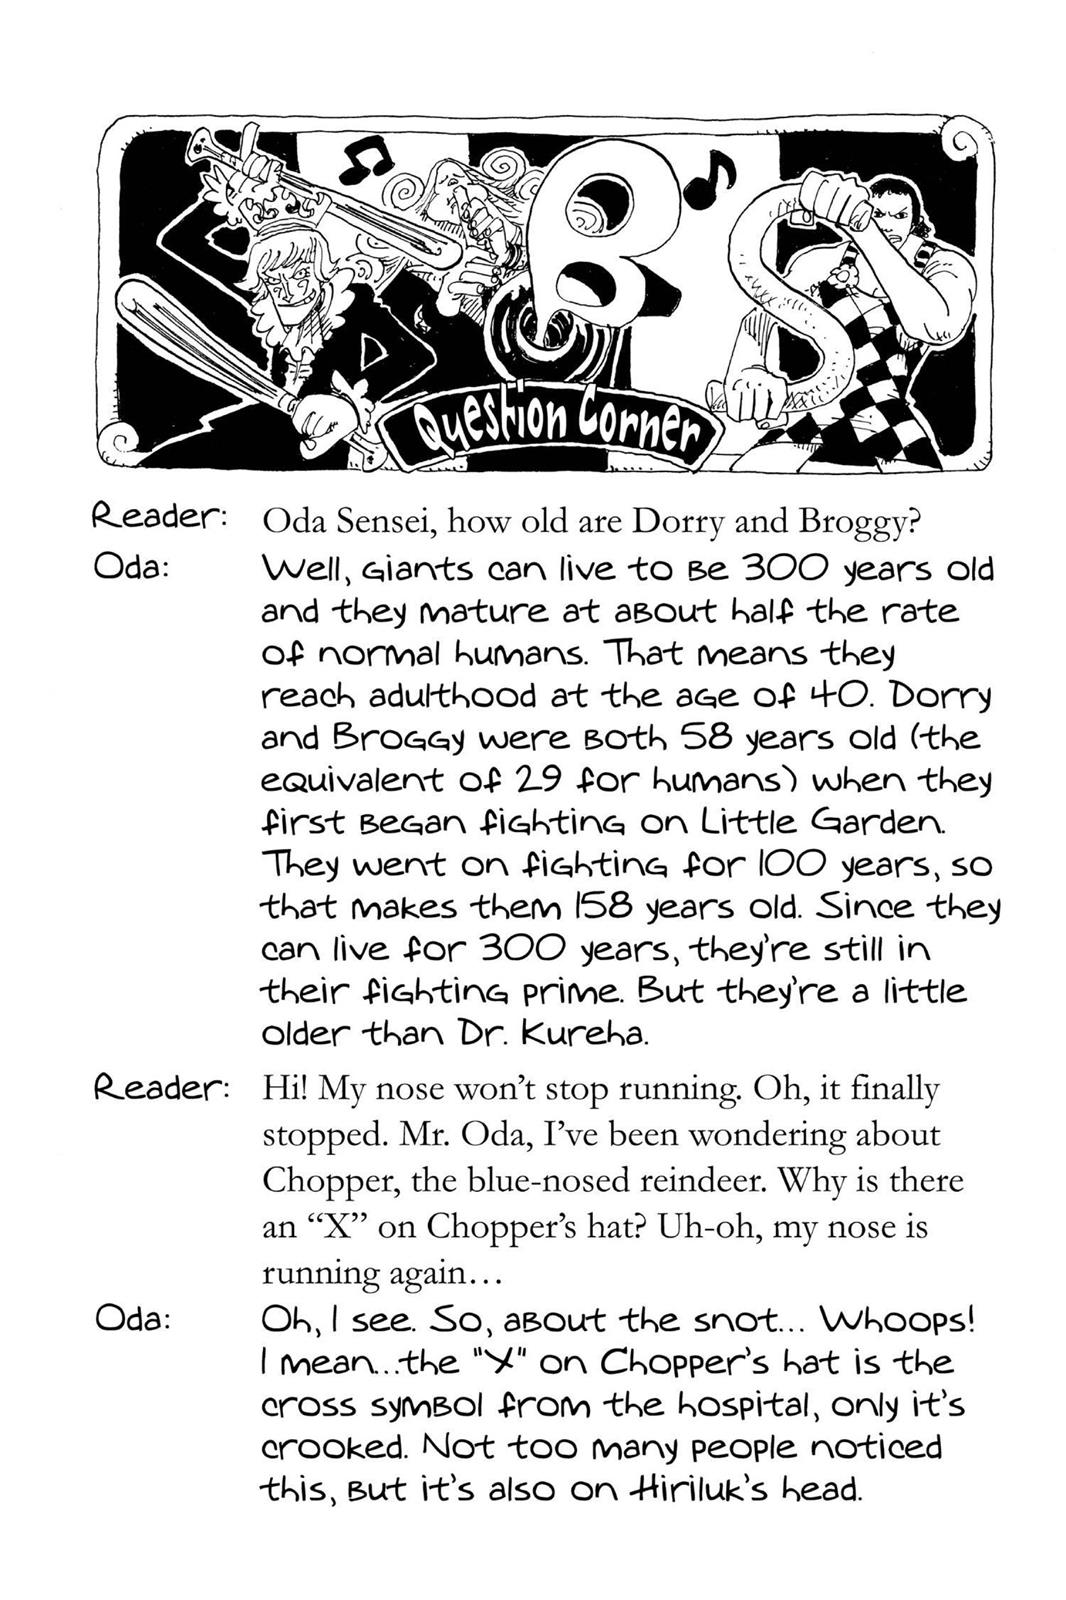 SBS
Question Corner
Reader: Oda Sensei, how old are Dorry and Broggy?
Oda: Well, giants can live to be 300 years old
and they mature at about half the rate
of normal humans. That means they
reach adulthood at the age of 40. Dorry
and Broggy were both 58 years old (the
equivalent of 29 for humans) when they
first began fighting on Little Garden.
They went on fighting for 100 years, so
that makes them 158 years old. Since they
can live for 300 years, they're still in
their fighting prime. But they're a little
older than Dr. Kureha.
Reader: Hi! My nose won't stop running. Oh, it finally
stopped. Mr. Oda, I've been wondering about
Chopper, the blue-nosed reindeer. Why is there
an “X” on Chopper's hat? Uh-oh, my nose is
running again...
Oda: Oh, I see. So, about the snot... Whoops!
I mean...the "X" on Chopper's hat is the
cross symbol from the hospital, only it's
crooked. Not too many people noticed
this, but it's also on Hiriluk's head.